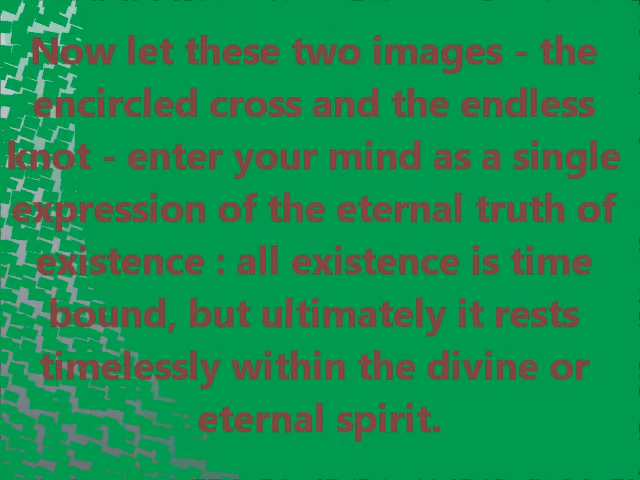 Now let these two images - the
encircled cross and the endless
knot - enter your mind as a single
expression of the eternal truth of
existence : all existence is time
bound, but ultimately it rests
timelessly within the divine or
eternal spirit.